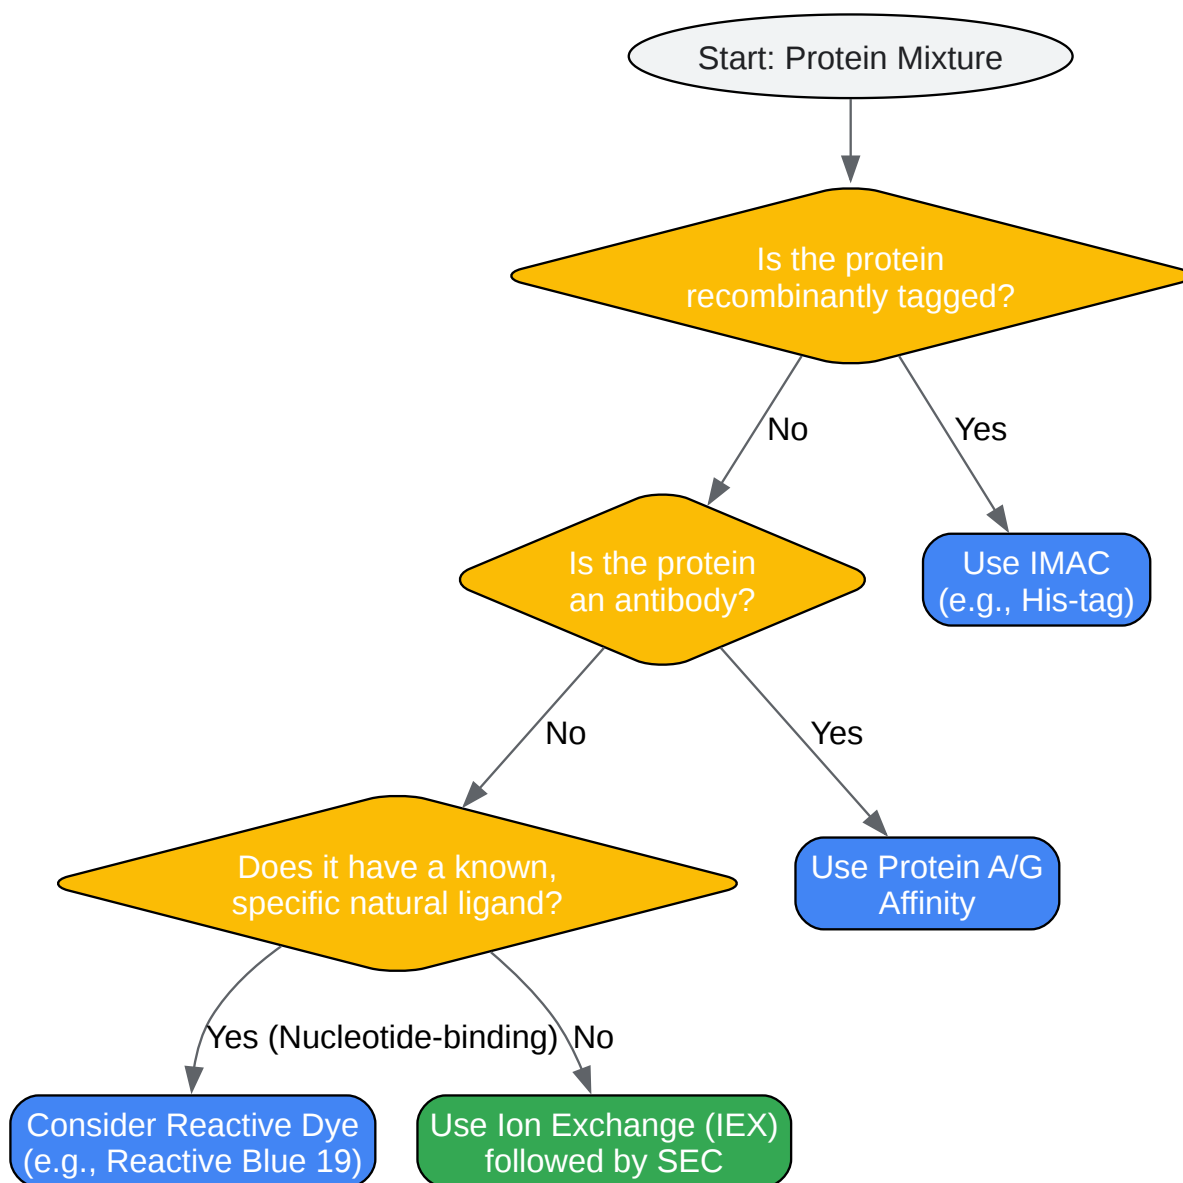 Start: Protein Mixture
Is the protein
recombinantly tagged?
No
Yes
Is the protein
an antibody?
Use IMAC
(e.g., His-tag)
No
Yes
Does it have a known,
specific natural ligand?
Use Protein A/G
Affinity
Yes (Nucleotide-binding)
No
Consider Reactive Dye
(e.g., Reactive Blue 19)
Use Ion Exchange (IEX)
followed by SEC